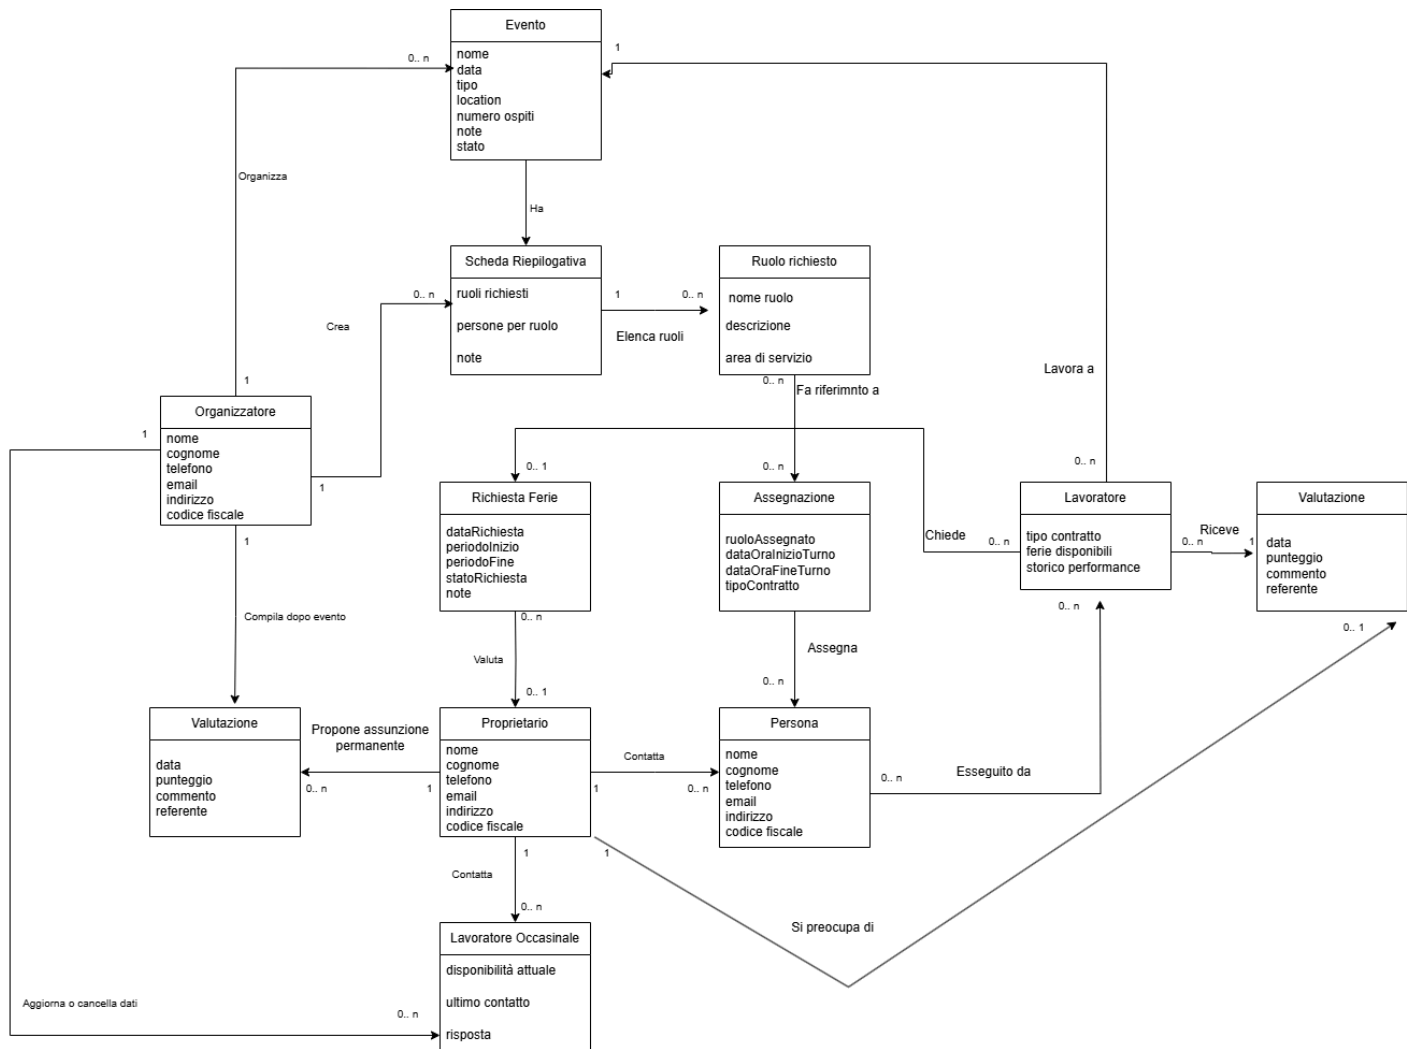 Evento
nome
data
tipo
location
numero ospiti
note
stato
0.. n
1
Organizza
Ha
Scheda Riepilogativa
ruoli richiesti
persone per ruolo
note
0.. n
Crea
1
0.. n
Elenca ruoli
Ruolo richiesto
nome ruolo
descrizione
area di servizio
0.. n
Fa riferimnto a
Lavora a
1
Organizzatore
nome
cognome
telefono
email
indirizzo
codice fiscale
1
1
1
0.. 1
0.. n
0.. n
Richiesta Ferie
dataRichiesta
periodoInizio
periodoFine
statoRichiesta
note
Assegnazione
ruoloAssegnato
dataOraInizioTurno
dataOraFineTurno
tipoContratto
Chiede
0.. n
Lavoratore
tipo contratto
ferie disponibili
storico performance
Riceve
0.. n
1
Valutazione
data
punteggio
commento
referente
0.. n
0.. n
0.. 1
Compila dopo evento
Valuta
0.. 1
Assegna
0.. n
Valutazione
data
punteggio
commento
referente
Propone assunzione
permanente
0.. n
1
Proprietario
nome
cognome
telefono
email
indirizzo
codice fiscale
Contatta
1
0.. n
Persona
nome
cognome
telefono
email
indirizzo
codice fiscale
0.. n
Esseguito da
1
1
Contatta
0.. n
Si preocupa di
Lavoratore Occasinale
disponibilità attuale
ultimo contatto
risposta
Aggiorna o cancella dati
0.. n